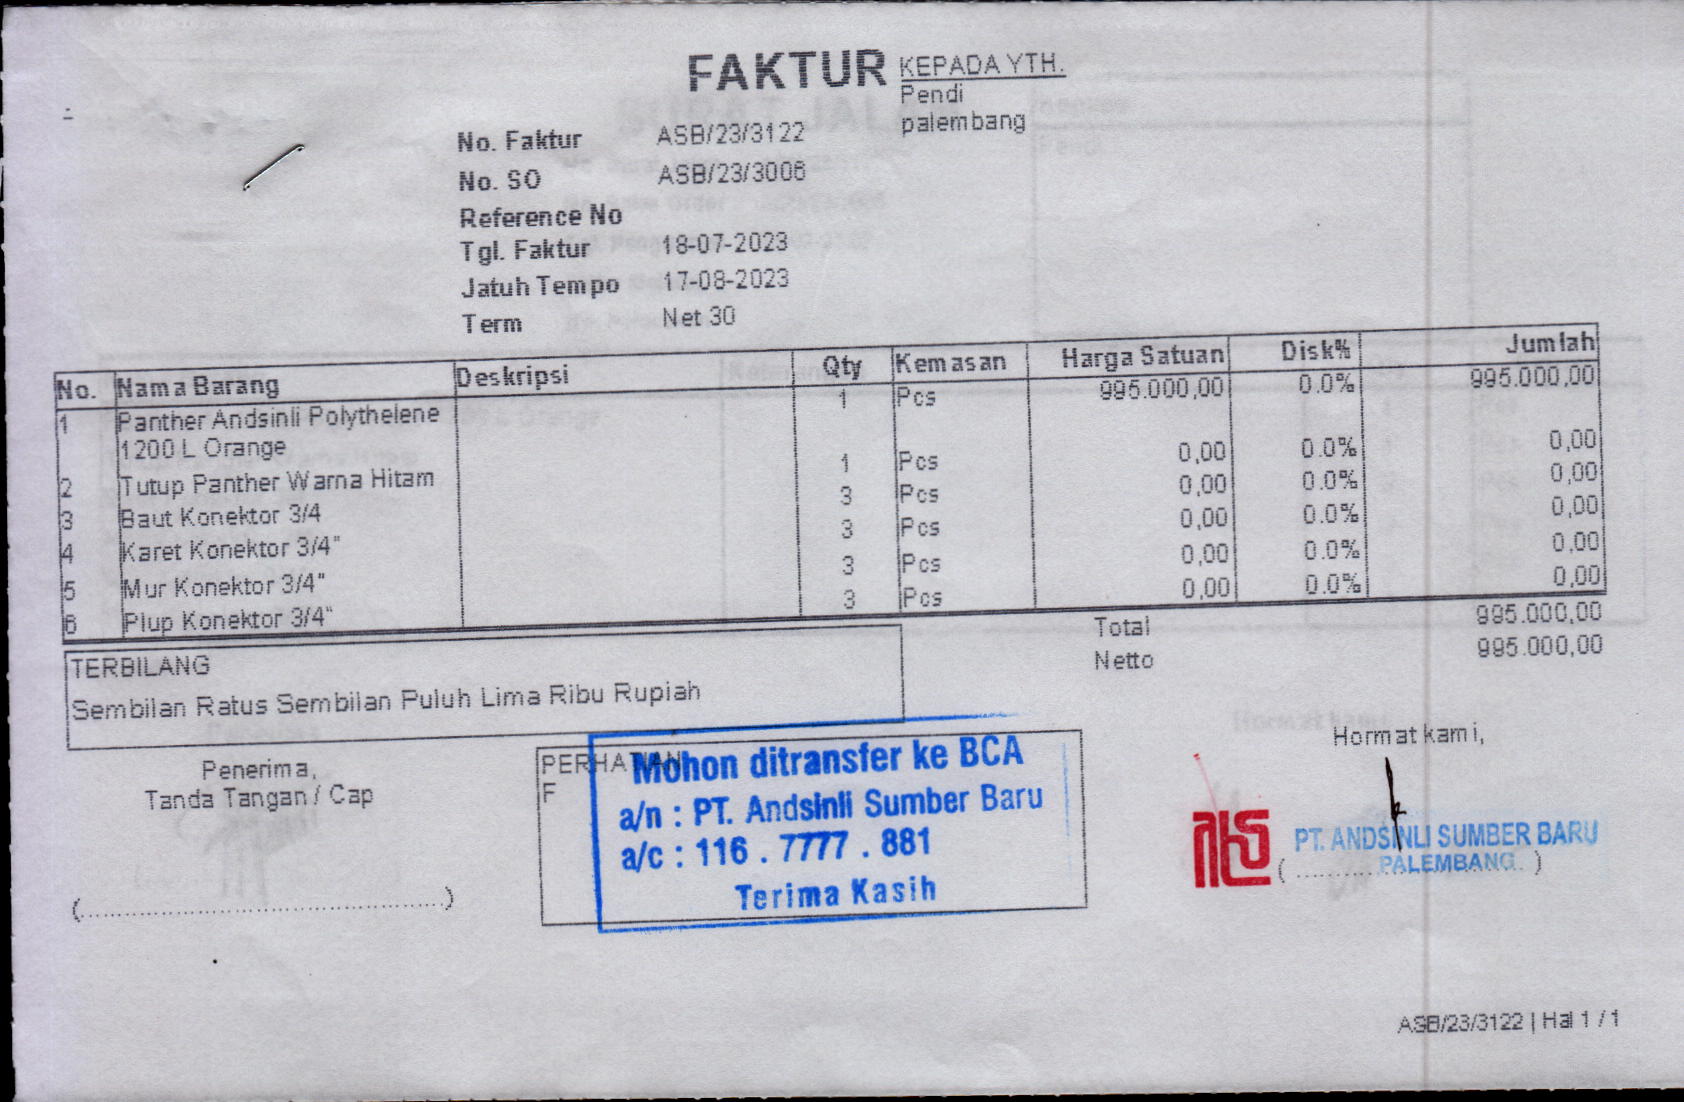 FAKTUR
KEPADA YTH.
Pendi
palembang
No. Faktur ASB/23/3122
No. SO ASB/23/3006
Reference No
Tgl. Faktur 18-07-2023
Jatuh Tempo 17-08-2023
Term Net 30
No. Nama Barang Deskripsi Qty Kemasan Harga Satuan Disk% Jumlah
1 Panther Andsinli Polythelene 1 Pcs 995.000,00 0.0% 995.000,00
1200 L Orange
2 Tutup Panther Warna Hitam 1 Pcs 0,00 0.0% 0,00
3 Baut Konektor 3/4 3 Pcs 0,00 0.0% 0,00
4 Karet Konektor 3/4" 3 Pcs 0,00 0.0% 0,00
5 Mur Konektor 3/4" 3 Pcs 0,00 0.0% 0,00
6 Plup Konektor 3/4" 3 Pcs 0,00 0.0% 0,00
Total 995.000,00
Netto 995.000,00
TERBILANG
Sembilan Ratus Sembilan Puluh Lima Ribu Rupiah
Penerima,
Tanda Tangan / Cap
(..............................................)
PERHATIAN
F
Mohon ditransfer ke BCA
a/n : PT. Andsinli Sumber Baru
a/c : 116 . 7777 . 881
Terima Kasih
Hormat kami,
PT. ANDSINLI SUMBER BARU
PALEMBANG
ASB/23/3122 | Hal 1 / 1